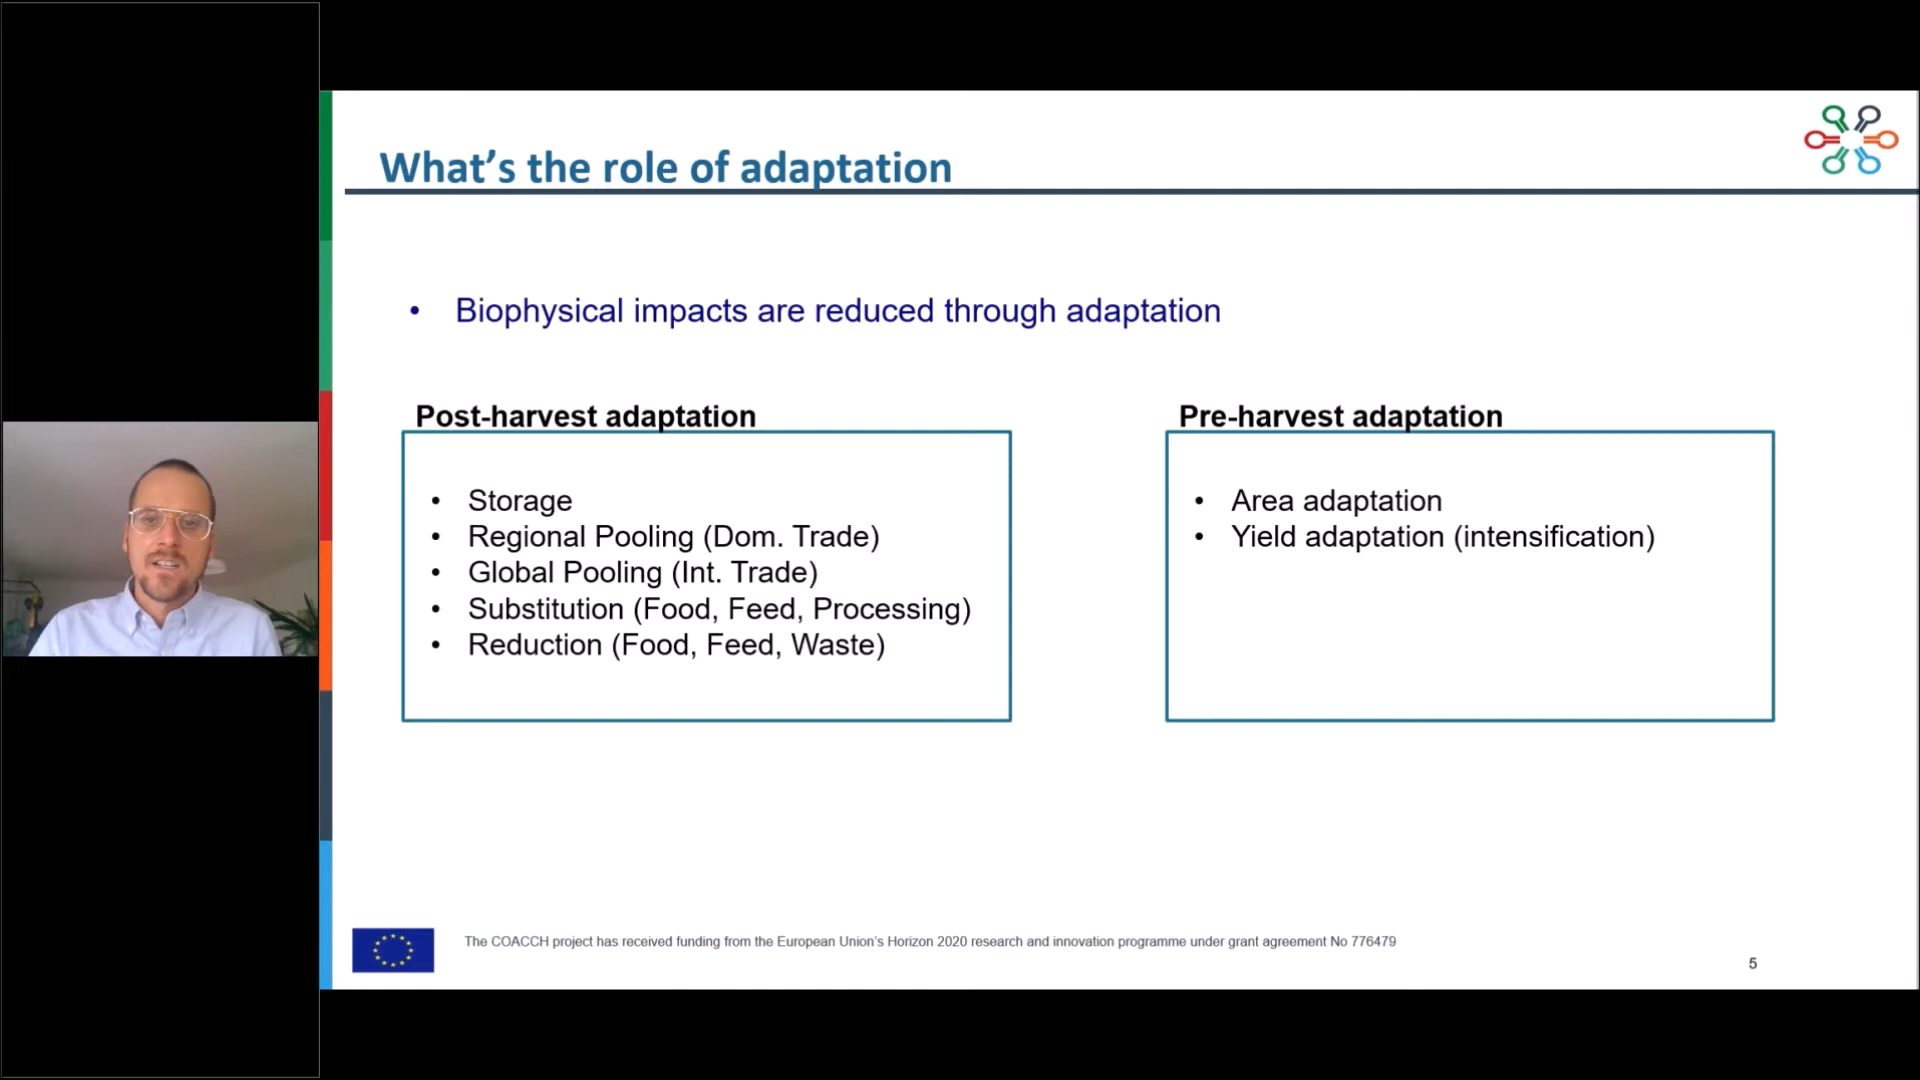 What's the role of adaptation
• Biophysical impacts are reduced through adaptation
Post-harvest adaptation
• Storage
• Regional Pooling (Dom. Trade)
• Global Pooling (Int. Trade)
• Substitution (Food, Feed, Processing)
• Reduction (Food, Feed, Waste)
Pre-harvest adaptation
• Area adaptation
• Yield adaptation (intensification)
The COACCH project has received funding from the European Union's Horizon 2020 research and innovation programme under grant agreement No 776479
5